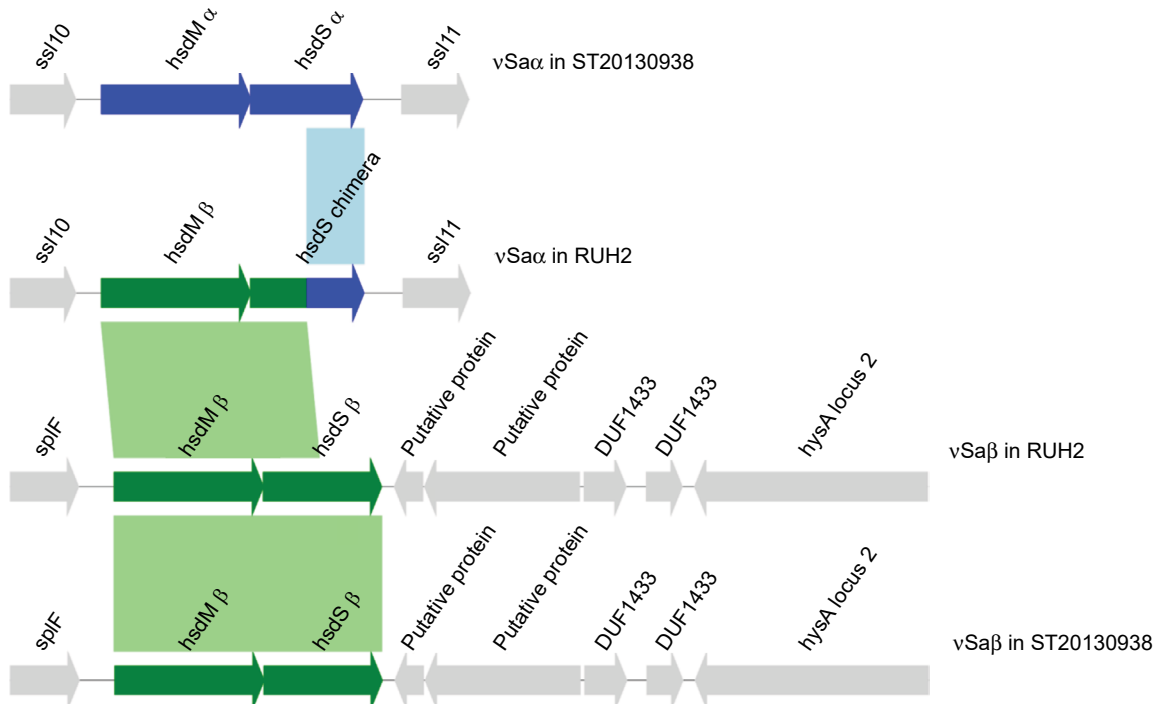 ssl10
hsdM α
hsdS α
ssl11
νSaα in ST20130938
ssl10
hsdM β
hsdS chimera
ssl11
νSaα in RUH2
splF
hsdM β
hsdS β
Putative protein
Putative protein
DUF1433
DUF1433
hysA locus 2
νSaβ in RUH2
splF
hsdM β
hsdS β
Putative protein
Putative protein
DUF1433
DUF1433
hysA locus 2
νSaβ in ST20130938